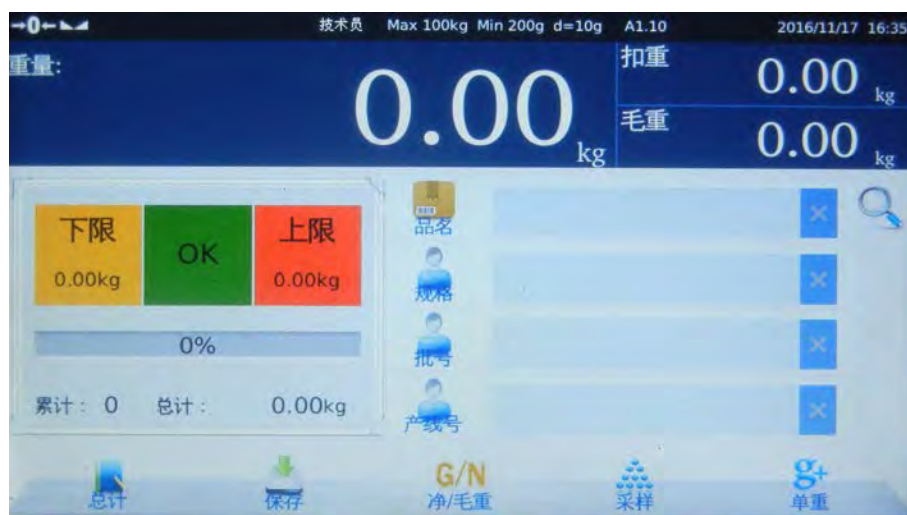 →0← 技术员 Max 100kg Min 200g d=10g A1.10 2016/11/17 16:35
重量: 0.00 kg
扣重 0.00 kg
毛重 0.00 kg
下限 OK 上限
0.00kg 0.00kg
0%
累计: 0 总计: 0.00kg
品名
规格
批号
产线号
总计 保存 G/N 净/毛重 采样 g+ 单重